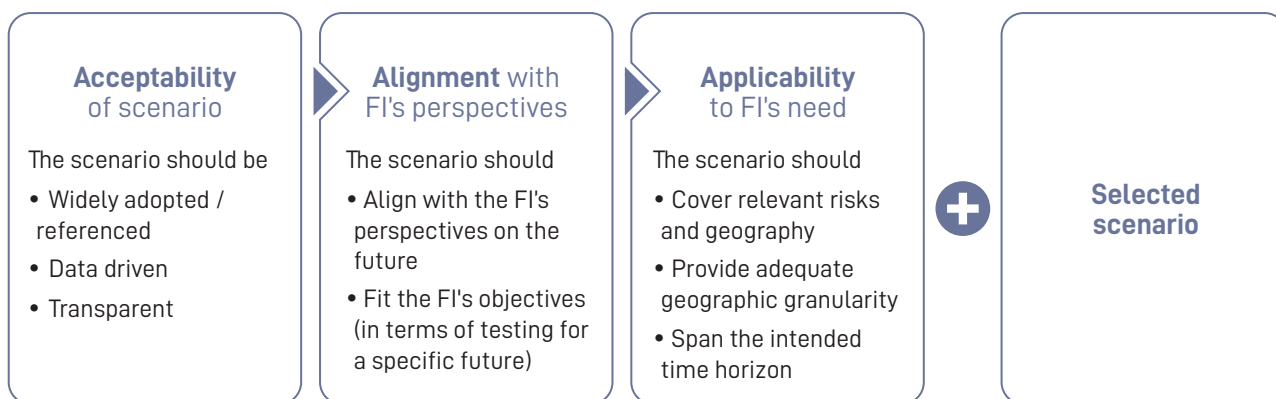 Acceptability
of scenario
The scenario should be
• Widely adopted /
referenced
• Data driven
• Transparent
Alignment with
FI's perspectives
The scenario should
• Align with the FI's
perspectives on the
future
• Fit the FI's objectives
(in terms of testing for
a specific future)
Applicability
to FI's need
The scenario should
• Cover relevant risks
and geography
• Provide adequate
geographic granularity
• Span the intended
time horizon
Selected
scenario